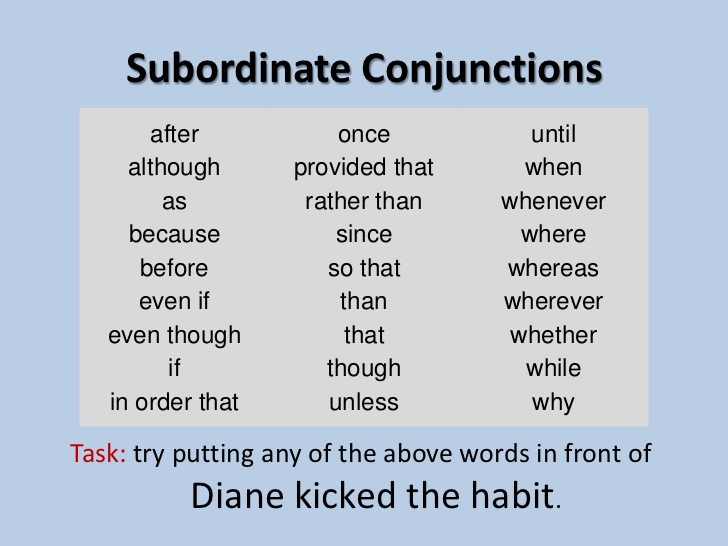 Subordinate Conjunctions
after once until
although provided that when
as rather than whenever
because since where
before so that whereas
even if than wherever
even though that whether
if though while
in order that unless why
Task: try putting any of the above words in front of
Diane kicked the habit.